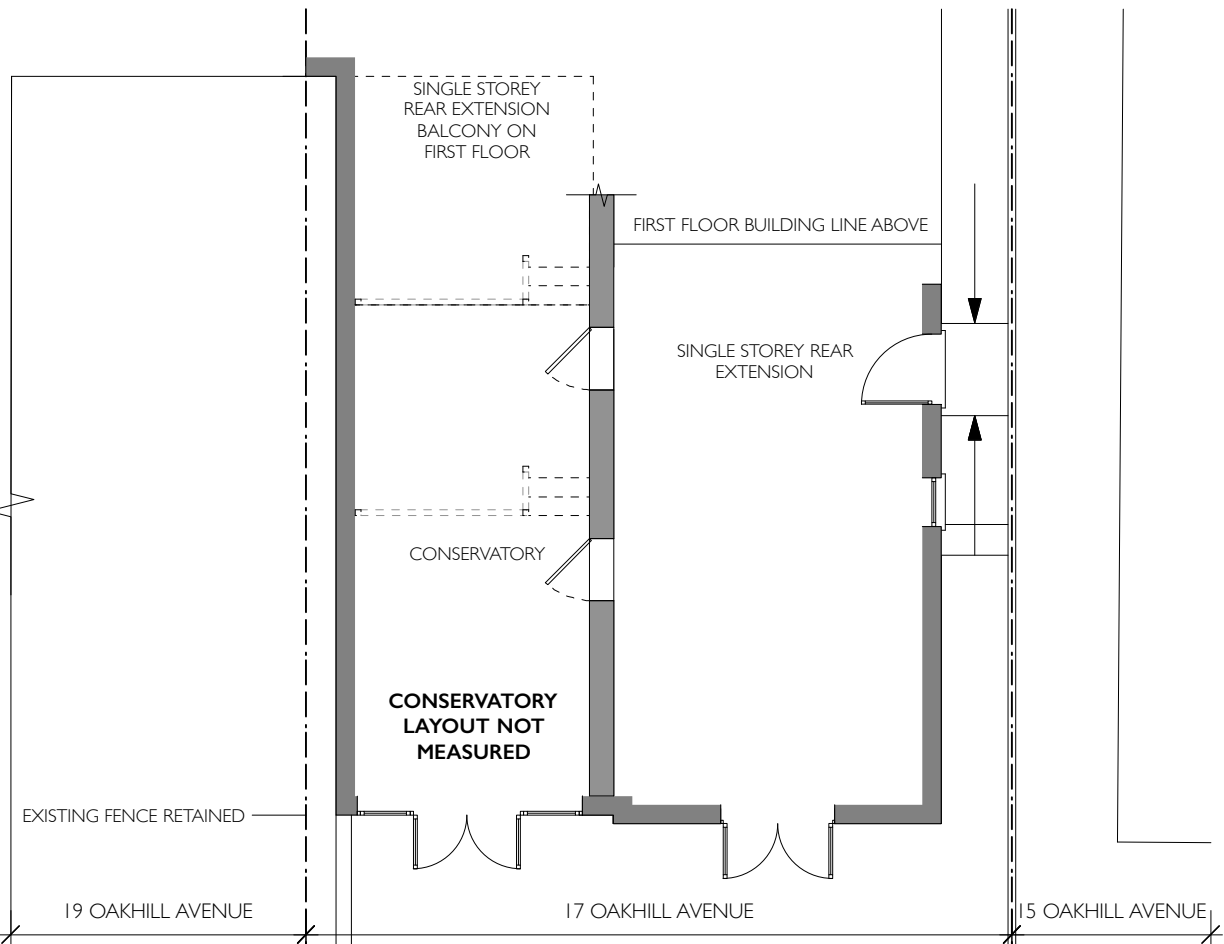 SINGLE STOREY
REAR EXTENSION
BALCONY ON
FIRST FLOOR
FIRST FLOOR BUILDING LINE ABOVE
SINGLE STOREY REAR
EXTENSION
CONSERVATORY
CONSERVATORY
LAYOUT NOT
MEASURED
EXISTING FENCE RETAINED
19 OAKHILL AVENUE
17 OAKHILL AVENUE
15 OAKHILL AVENUE